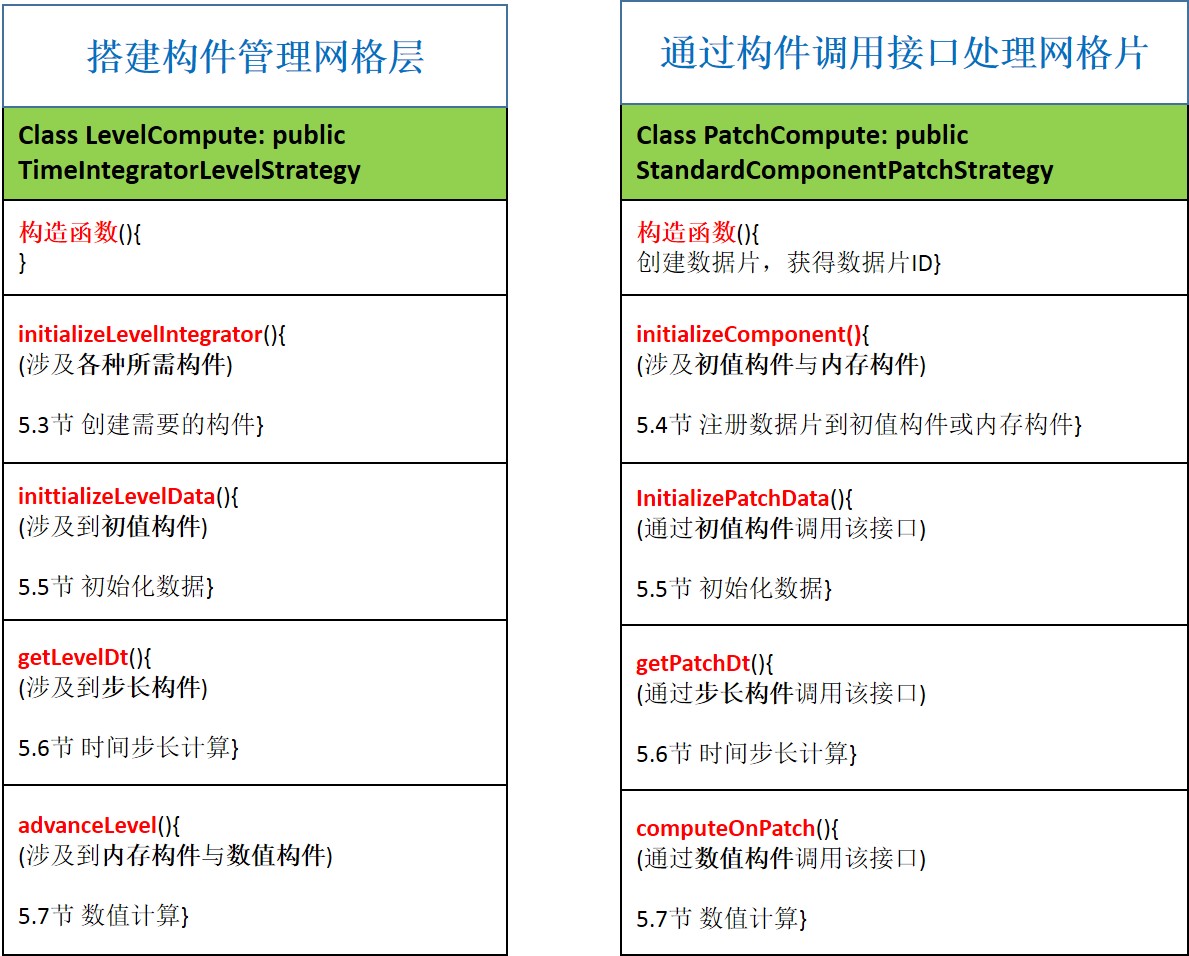 搭建构件管理网格层
Class LevelCompute: public
TimeIntegratorLevelStrategy
构造函数(){
}
initializeLevelIntegrator(){
(涉及各种所需构件)
5.3节 创建需要的构件}
inittializeLevelData(){
(涉及到初值构件)
5.5节 初始化数据}
getLevelDt(){
(涉及到步长构件)
5.6节 时间步长计算}
advanceLevel(){
(涉及到内存构件与数值构件)
5.7节 数值计算}
通过构件调用接口处理网格片
Class PatchCompute: public
StandardComponentPatchStrategy
构造函数(){
创建数据片，获得数据片ID}
initializeComponent(){
(涉及初值构件与内存构件)
5.4节 注册数据片到初值构件或内存构件}
InitializePatchData(){
(通过初值构件调用该接口)
5.5节 初始化数据}
getPatchDt(){
(通过步长构件调用该接口)
5.6节 时间步长计算}
computeOnPatch(){
(通过数值构件调用该接口)
5.7节 数值计算}